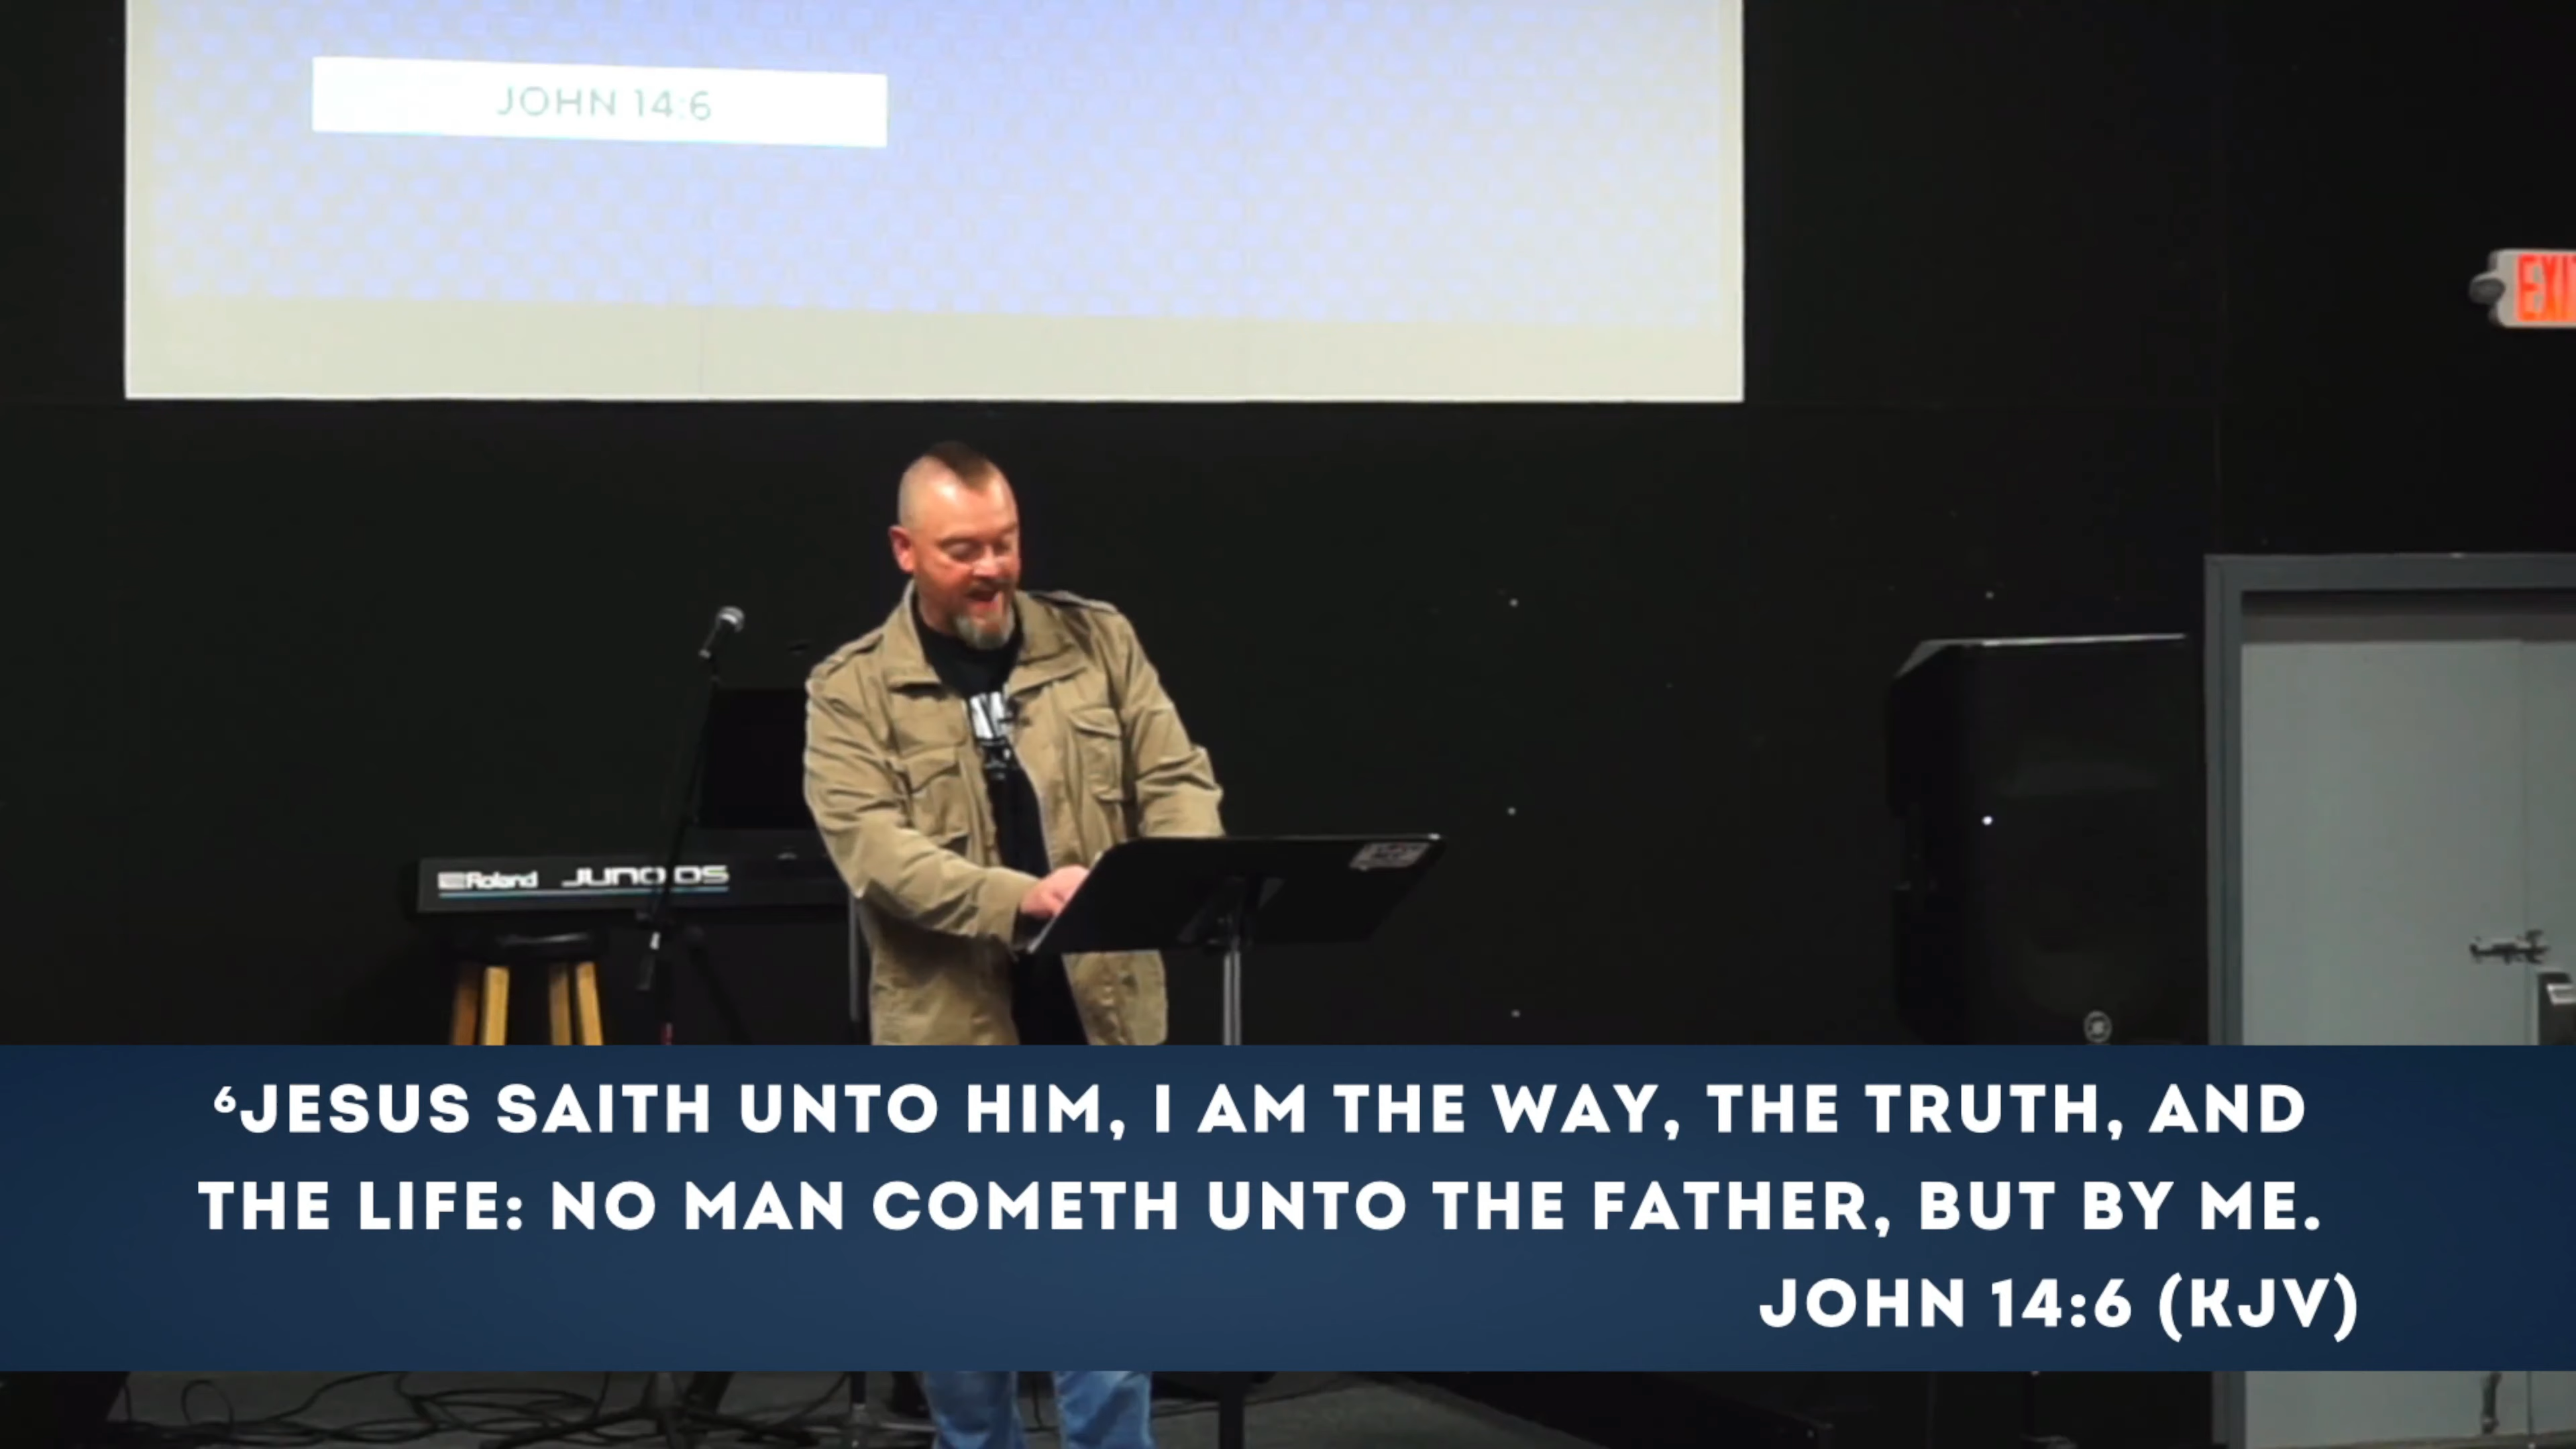 JOHN 14:6
EXI
Roland JUNO DS
⁶JESUS SAITH UNTO HIM, I AM THE WAY, THE TRUTH, AND
THE LIFE: NO MAN COMETH UNTO THE FATHER, BUT BY ME.
JOHN 14:6 (KJV)